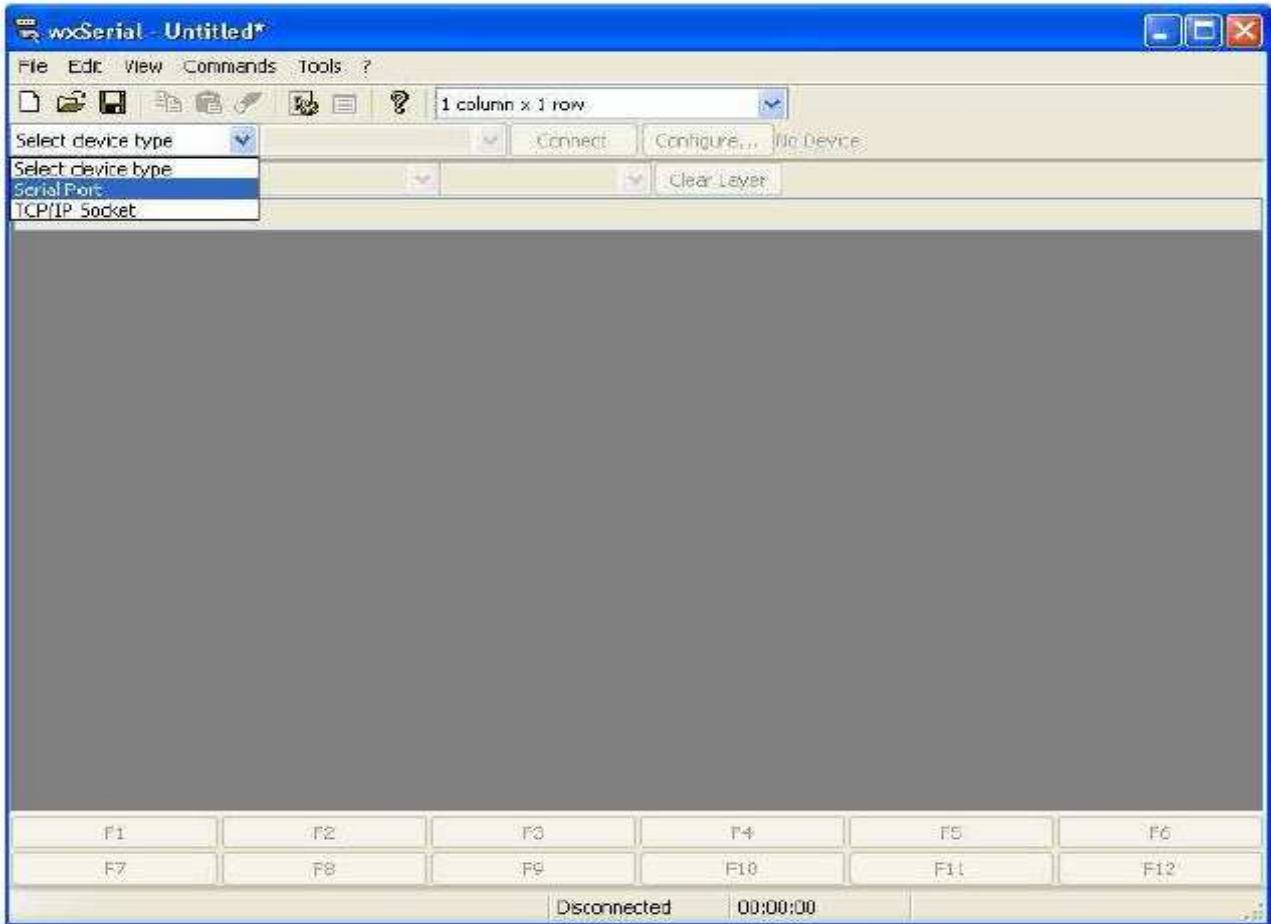 wxSerial - Untitled*
File Edit View Commands Tools ?
1 column x 1 row
Select device type Connect Configure... No Device
Select device type
Serial Port
TCP/IP Socket
Clear Layer
F1 F2 F3 F4 F5 F6
F7 F8 F9 F10 F11 F12
Disconnected 00:00:00